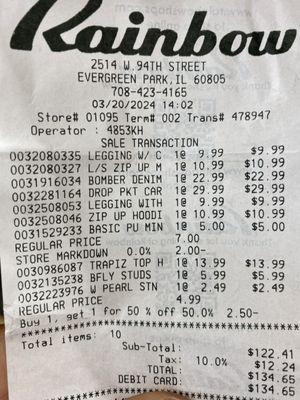 Rainbow
2514 W.94TH STREET
EVERGREEN PARK,IL 60805
708-423-4165
03/20/2024 14:02
Store# 01095 Term# 002 Trans# 478947
Operator : 4853KH
SALE TRANSACTION
0032080335 LEGGING W/ C 1@ 9.99 $9.99
0032080327 L/S ZIP UP M 1@ 10.99 $10.99
0031916034 BOMBER DENIM 1@ 22.99 $22.99
0032281164 DROP PKT CAR 1@ 29.99 $29.99
0032508053 LEGGING WITH 1@ 9.99 $9.99
0032508046 ZIP UP HOODI 1@ 10.99 $10.99
0031529233 BASIC PU MIN 1@ 5.00 $5.00
REGULAR PRICE 7.00
STORE MARKDOWN 0.0% 2.00-
0030986087 TRAPIZ TOP H 1@ 13.99 $13.99
0032135238 BFLY STUDS 1@ 5.99 $5.99
0032223976 W PEARL STN 1@ 2.49 $2.49
REGULAR PRICE 4.99
Buy 1, get 1 for 50 % off 50.0% 2.50-
Total items: 10
Sub-Total: $122.41
Tax: 10.0% $12.24
TOTAL: $134.65
DEBIT CARD: $134.65